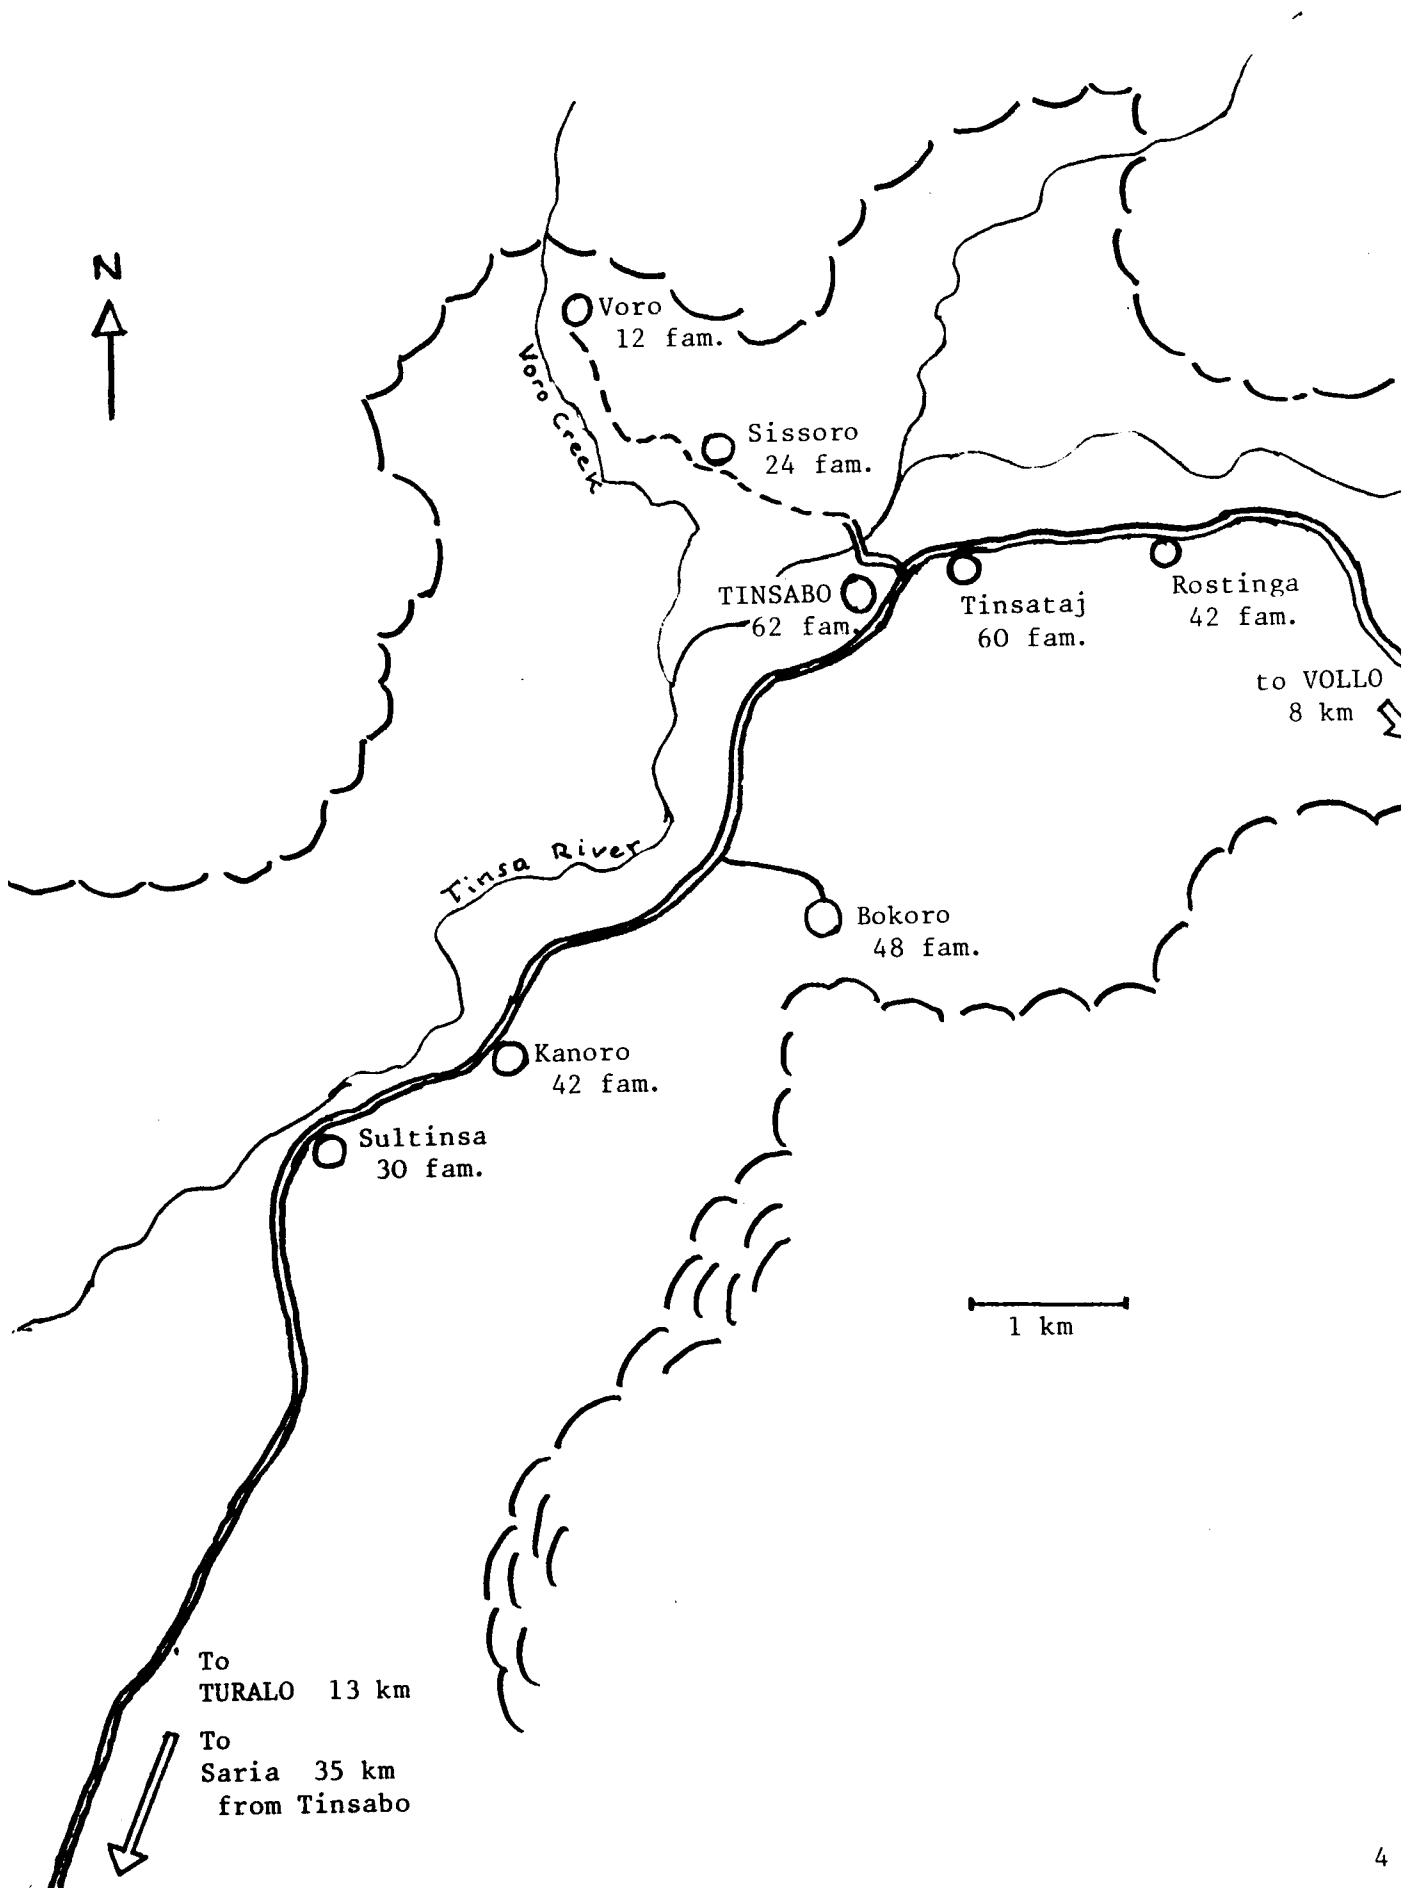 N
Voro
12 fam.
Voro Creek
Sissoro
24 fam.
TINSABO
62 fam.
Tinsataj
60 fam.
Rostinga
42 fam.
to VOLLO
8 km
Tinsa River
Bokoro
48 fam.
Kanoro
42 fam.
Sultinsa
30 fam.
1 km
To
TURALO 13 km
To
Saria 35 km
from Tinsabo
4